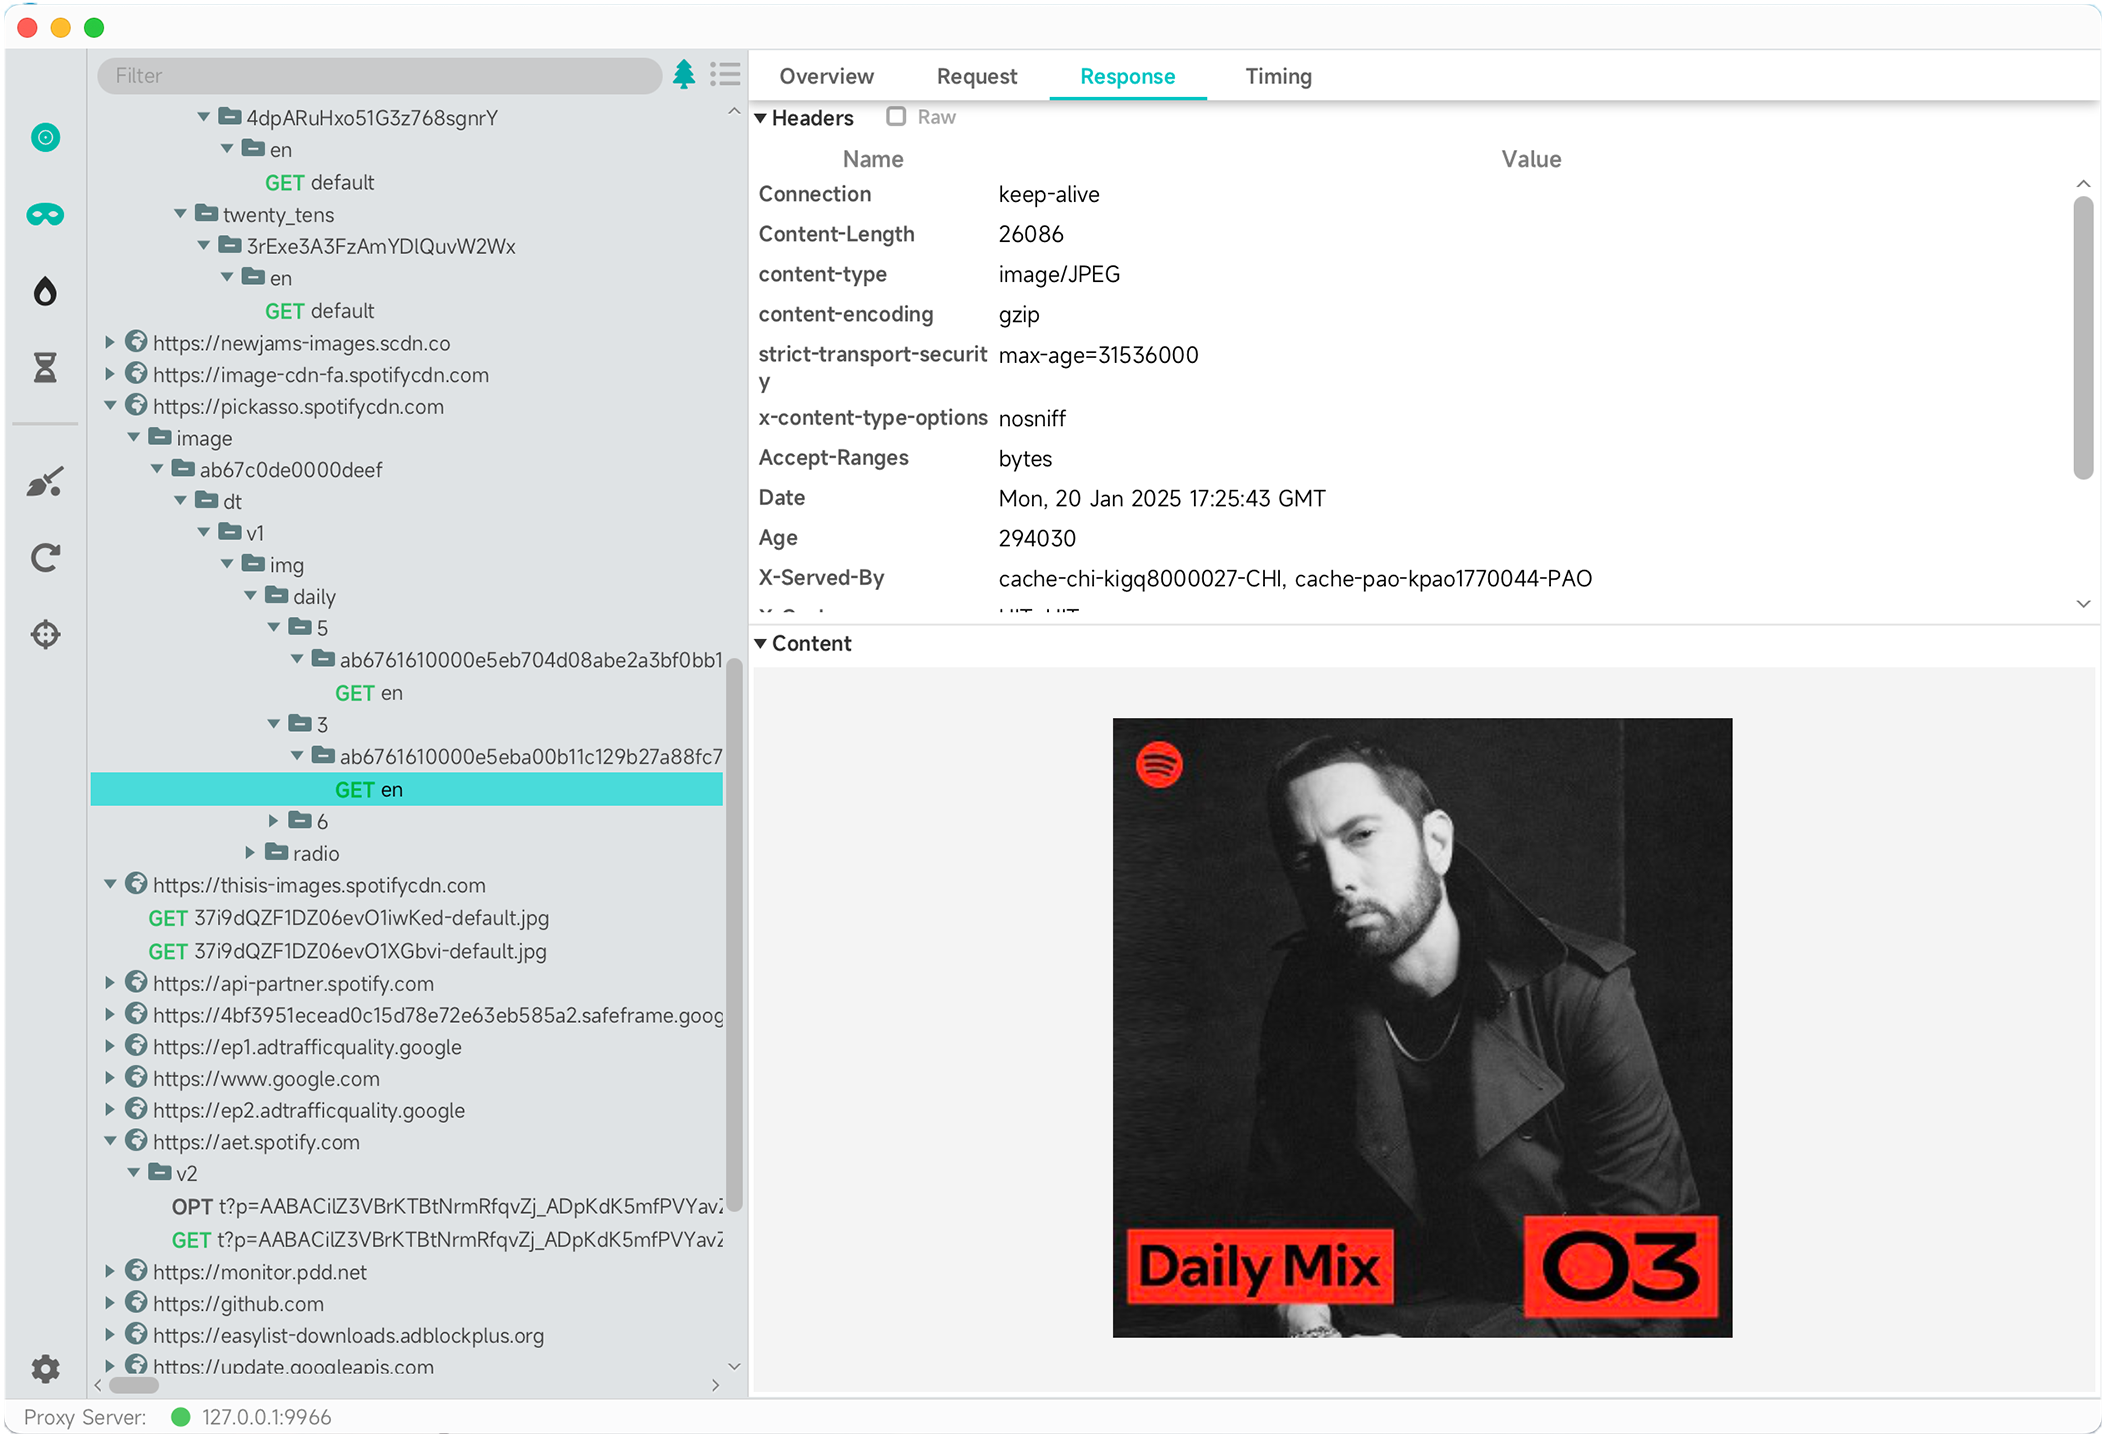 Filter
4dpARuHxo51G3z768sgnrY
en
GET default
twenty_tens
3rExe3A3FzAmYDlQuvW2Wx
en
GET default
https://newjams-images.scdn.co
https://image-cdn-fa.spotifycdn.com
https://pickasso.spotifycdn.com
image
ab67c0de0000deef
dt
v1
img
daily
5
ab6761610000e5eb704d08abe2a3bf0bb1
GET en
3
ab6761610000e5eba00b11c129b27a88fc7
GET en
6
radio
https://thisis-images.spotifycdn.com
GET 37i9dQZF1DZ06evO1iwKed-default.jpg
GET 37i9dQZF1DZ06evO1XGbvi-default.jpg
https://api-partner.spotify.com
https://4bf3951ecead0c15d78e72e63eb585a2.safeframe.goog
https://ep1.adtrafficquality.google
https://www.google.com
https://ep2.adtrafficquality.google
https://aet.spotify.com
v2
OPT t?p=AABACilZ3VBrKTBtNrmRfqvZj_ADpKdK5mfPVYavZ
GET t?p=AABACilZ3VBrKTBtNrmRfqvZj_ADpKdK5mfPVYavZ
https://monitor.pdd.net
https://github.com
https://easylist-downloads.adblockplus.org
https://update.googleapis.com
Overview Request Response Timing
Headers Raw
Name Value
Connection keep-alive
Content-Length 26086
content-type image/JPEG
content-encoding gzip
strict-transport-securit max-age=31536000
y
x-content-type-options nosniff
Accept-Ranges bytes
Date Mon, 20 Jan 2025 17:25:43 GMT
Age 294030
X-Served-By cache-chi-kigq8000027-CHI, cache-pao-kpao1770044-PAO
Content
Daily Mix 03
Proxy Server: 127.0.0.1:9966